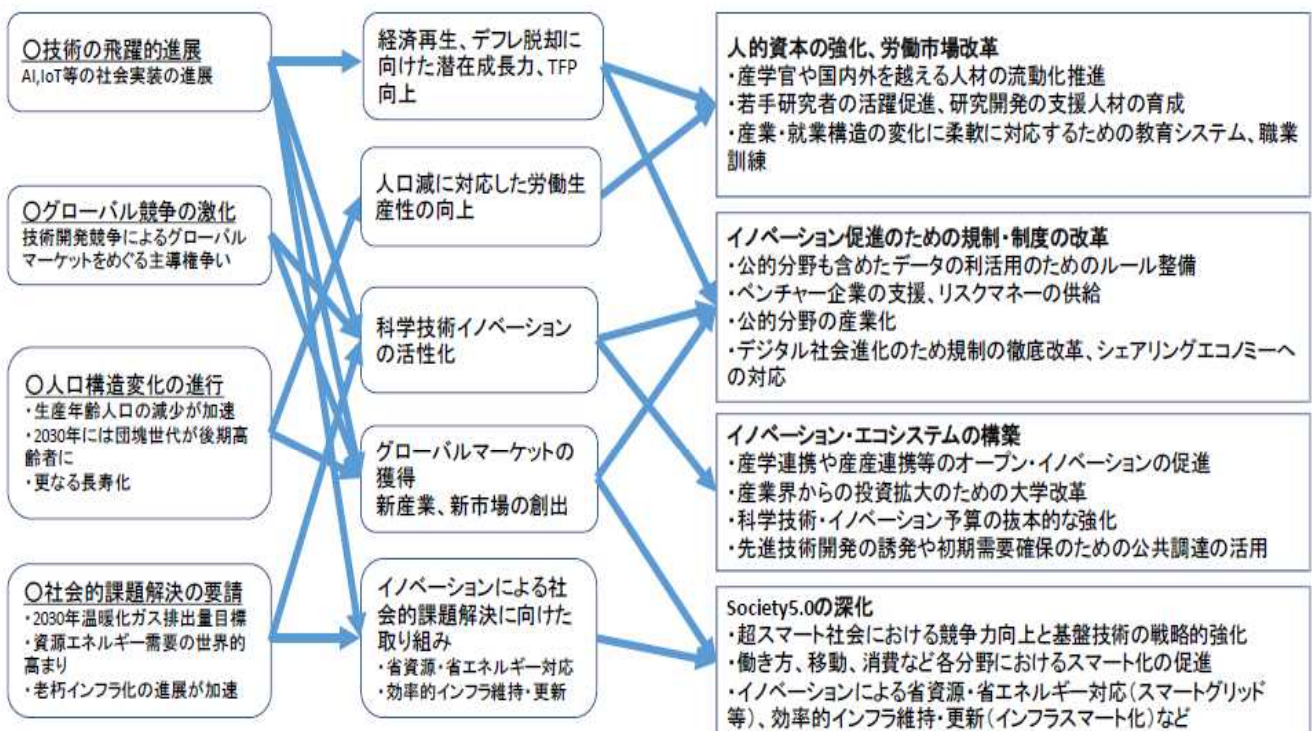 〇技術の飛躍的進展
AI,IoT等の社会実装の進展
〇グローバル競争の激化
技術開発競争によるグローバル
マーケットをめぐる主導権争い
〇人口構造変化の進行
・生産年齢人口の減少が加速
・2030年には団塊世代が後期高
齢者に
・更なる長寿化
〇社会的課題解決の要請
・2030年温暖化ガス排出量目標
・資源エネルギー需要の世界的
高まり
・老朽インフラ化の進展が加速
経済再生、デフレ脱却に
向けた潜在成長力、TFP
向上
人口減に対応した労働生
産性の向上
科学技術イノベーション
の活性化
グローバルマーケットの
獲得
新産業、新市場の創出
イノベーションによる社
会的課題解決に向けた
取り組み
・省資源・省エネルギー対応
・効率的インフラ維持・更新
人的資本の強化、労働市場改革
・産学官や国内外を越える人材の流動化推進
・若手研究者の活躍促進、研究開発の支援人材の育成
・産業・就業構造の変化に柔軟に対応するための教育システム、職業
訓練
イノベーション促進のための規制・制度の改革
・公的分野も含めたデータの利活用のためのルール整備
・ベンチャー企業の支援、リスクマネーの供給
・公的分野の産業化
・デジタル社会進化のため規制の徹底改革、シェアリングエコノミーへ
の対応
イノベーション・エコシステムの構築
・産学連携や産産連携等のオープン・イノベーションの促進
・産業界からの投資拡大のための大学改革
・科学技術・イノベーション予算の抜本的な強化
・先進技術開発の誘発や初期需要確保のための公共調達の活用
Society5.0の深化
・超スマート社会における競争力向上と基盤技術の戦略的強化
・働き方、移動、消費など各分野におけるスマート化の促進
・イノベーションによる省資源・省エネルギー対応(スマートグリッド
等)、効率的インフラ維持・更新(インフラスマート化)など